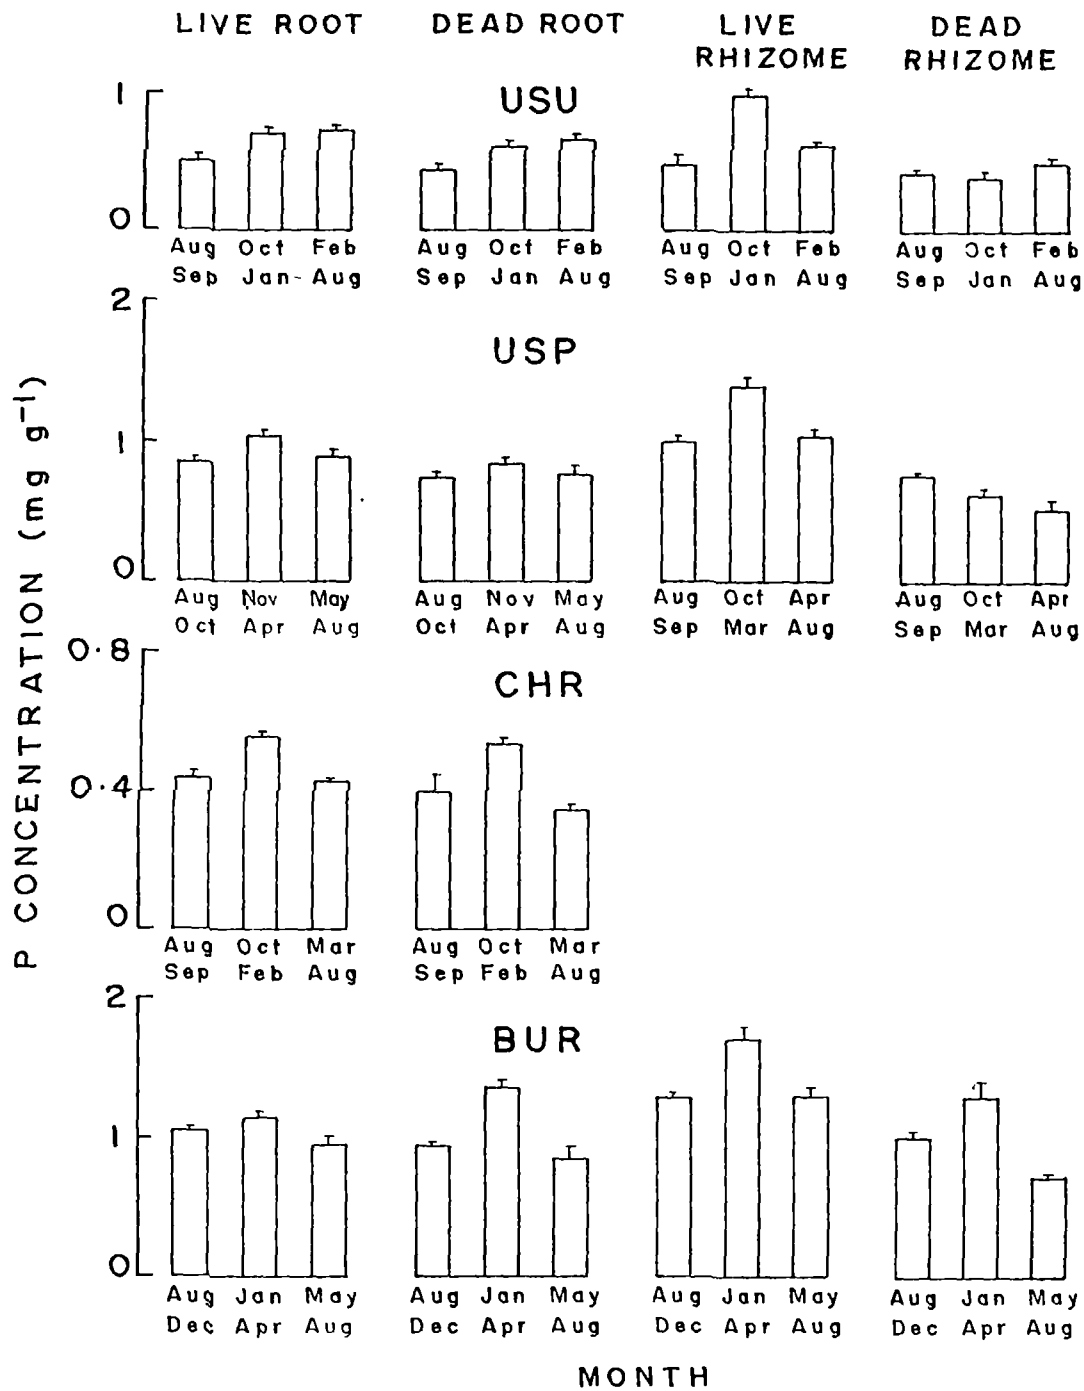 LIVE ROOT DEAD ROOT LIVE RHIZOME DEAD RHIZOME
P CONCENTRATION (mg g⁻¹)
USU
1
0
Aug Oct Feb Aug Oct Feb Aug Oct Feb Aug Oct Feb
Sep Jan- Aug Sep Jan Aug Sep Jan Aug Sep Jan Aug
2
USP
1
0
Aug Nov May Aug Nov May Aug Oct Apr Aug Oct Apr
Oct Apr Aug Oct Apr Aug Sep Mar Aug Sep Mar Aug
0.8
CHR
0.4
0
Aug Oct Mar Aug Oct Mar
Sep Feb Aug Sep Feb Aug
2
BUR
1
0
Aug Jan May Aug Jan May Aug Jan May Aug Jan May
Dec Apr Aug Dec Apr Aug Dec Apr Aug Dec Apr Aug
MONTH